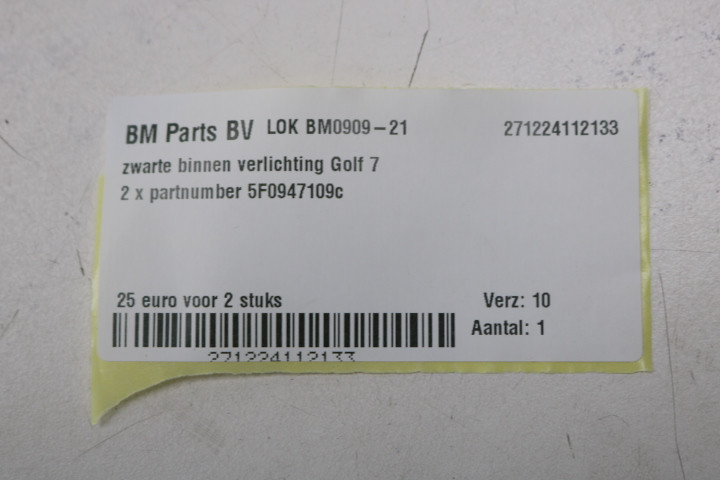 BM Parts BV LOK BM0909-21 271224112133
zwarte binnen verlichting Golf 7
2 x partnumber 5F0947109c
25 euro voor 2 stuks Verz: 10
Aantal: 1
271224112133